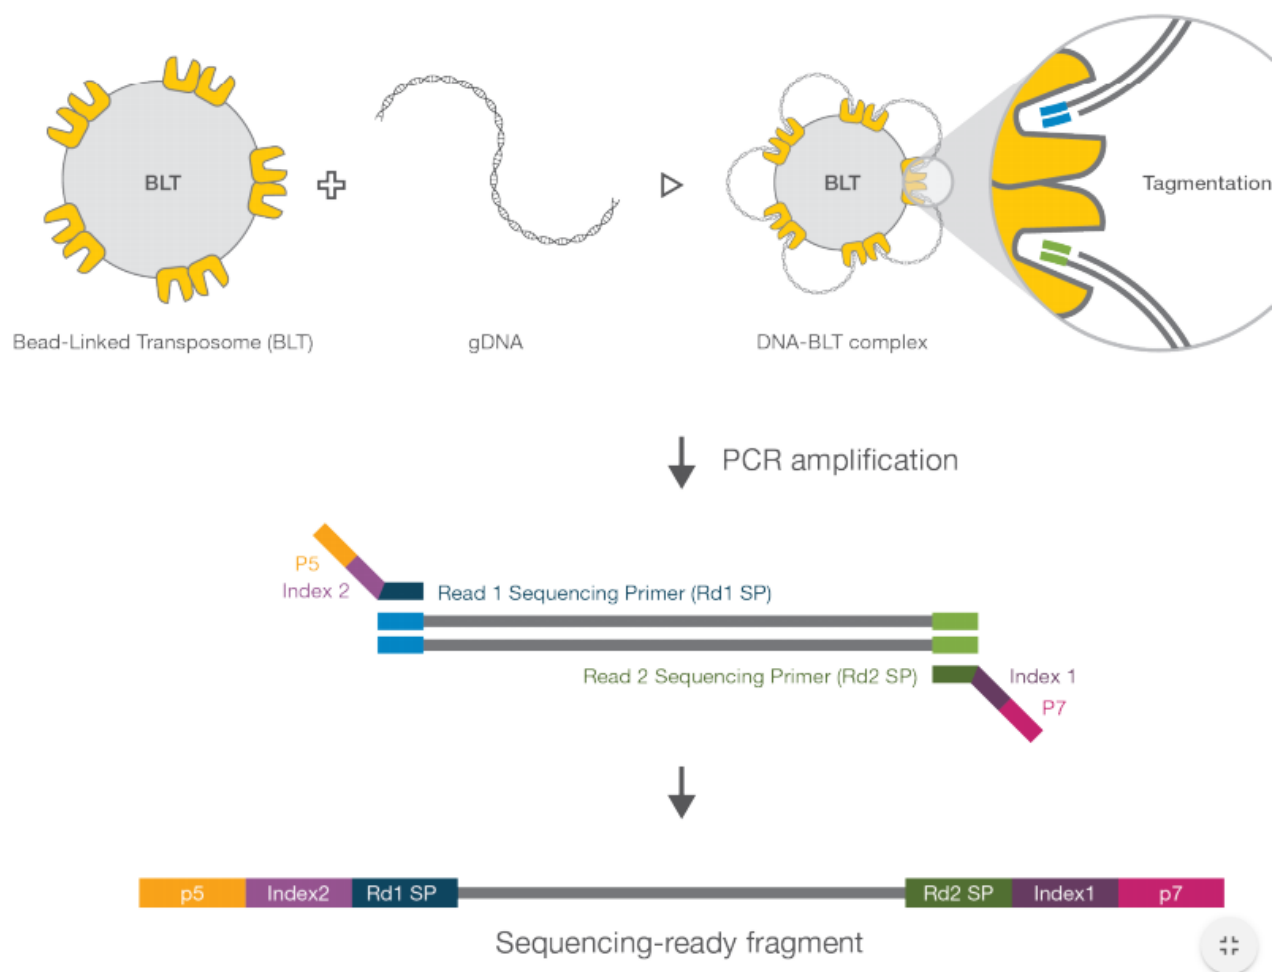 BLT
BLT
Tagmentation
Bead-Linked Transposome (BLT)
gDNA
DNA-BLT complex
PCR amplification
P5
Index 2
Read 1 Sequencing Primer (Rd1 SP)
Read 2 Sequencing Primer (Rd2 SP)
Index 1
P7
p5
Index2
Rd1 SP
Rd2 SP
Index1
p7
Sequencing-ready fragment